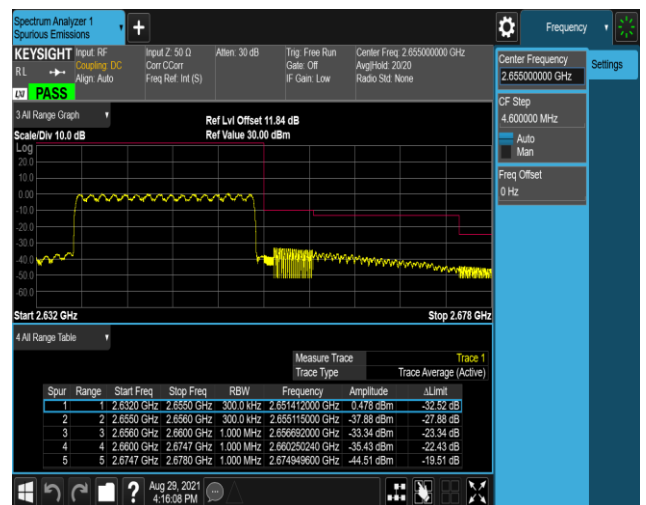 Spectrum Analyzer 1
Spurious Emissions
Frequency
KEYSIGHT
Input: RF
Coupling: DC
Align: Auto
Input Z: 50 Ω
Corr CCorr
Freq Ref: Int (S)
Atten: 30 dB
Trig: Free Run
Gate: Off
IF Gain: Low
Center Freq: 2.655000000 GHz
Avg|Hold: 20/20
Radio Std: None
R L
LXI PASS
Center Frequency
2.655000000 GHz
Settings
CF Step
4.600000 MHz
Auto
Man
Freq Offset
0 Hz
3 All Range Graph
Scale/Div 10.0 dB
Ref Lvl Offset 11.84 dB
Ref Value 30.00 dBm
Log
20.0
10.0
0.00
-10.0
-20.0
-30.0
-40.0
-50.0
-60.0
Start 2.632 GHz
Stop 2.678 GHz
4 All Range Table
Measure Trace Trace 1
Trace Type Trace Average (Active)
Spur Range Start Freq Stop Freq RBW Frequency Amplitude ΔLimit
1 1 2.6320 GHz 2.6550 GHz 300.0 kHz 2.651412000 GHz 0.478 dBm -32.52 dB
2 2 2.6550 GHz 2.6560 GHz 300.0 kHz 2.655115000 GHz -37.88 dBm -27.88 dB
3 3 2.6560 GHz 2.6600 GHz 1.000 MHz 2.656692000 GHz -33.34 dBm -23.34 dB
4 4 2.6600 GHz 2.6747 GHz 1.000 MHz 2.660250240 GHz -35.43 dBm -22.43 dB
5 5 2.6747 GHz 2.6780 GHz 1.000 MHz 2.674949600 GHz -44.51 dBm -19.51 dB
Aug 29, 2021
4:16:08 PM